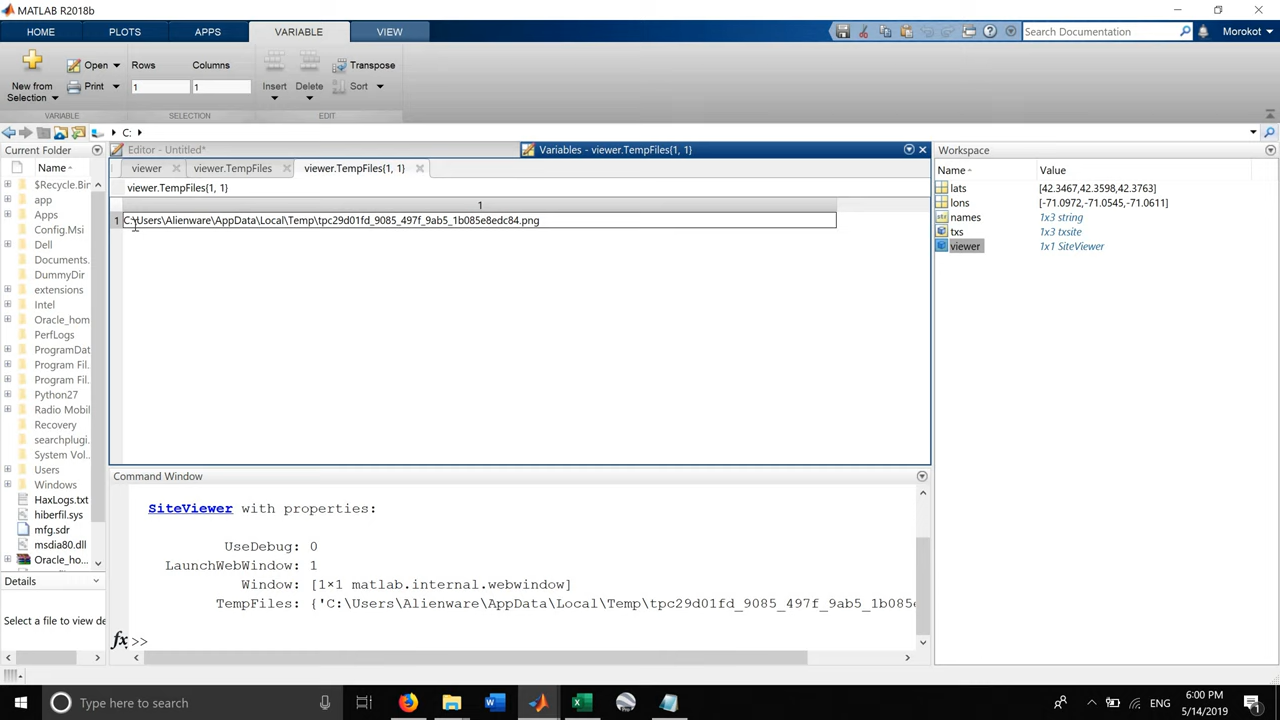 MATLAB R2018b
HOME PLOTS APPS VARIABLE VIEW Search Documentation Morokot
New from Selection Open Print Rows Columns 1 1 Insert Delete Transpose Sort
VARIABLE SELECTION EDIT
C:
Current Folder
Name
$Recycle.Bin
app
Apps
Config.Msi
Dell
Documents.
DummyDir
extensions
Intel
Oracle_hom
PerfLogs
ProgramDat
Program Fil.
Program Fil.
Python27
Radio Mobil
Recovery
searchplugi.
System Vol..
Users
Windows
HaxLogs.txt
hiberfil.sys
mfg.sdr
msdia80.dll
Oracle_ho...
Details
Select a file to view de
Editor - Untitled*
Variables - viewer.TempFiles{1, 1}
viewer viewer.TempFiles viewer.TempFiles{1, 1}
viewer.TempFiles{1, 1}
1
1 C:\Users\Alienware\AppData\Local\Temp\tpc29d01fd_9085_497f_9ab5_1b085e8edc84.png
Command Window
SiteViewer with properties:
UseDebug: 0
LaunchWebWindow: 1
Window: [1×1 matlab.internal.webwindow]
TempFiles: {'C:\Users\Alienware\AppData\Local\Temp\tpc29d01fd_9085_497f_9ab5_1b085e
fx >>
Workspace
Name Value
lats [42.3467,42.3598,42.3763]
lons [-71.0972,-71.0545,-71.0611]
names 1x3 string
txs 1x3 txsite
viewer 1x1 SiteViewer
Type here to search
ENG
6:00 PM
5/14/2019
1